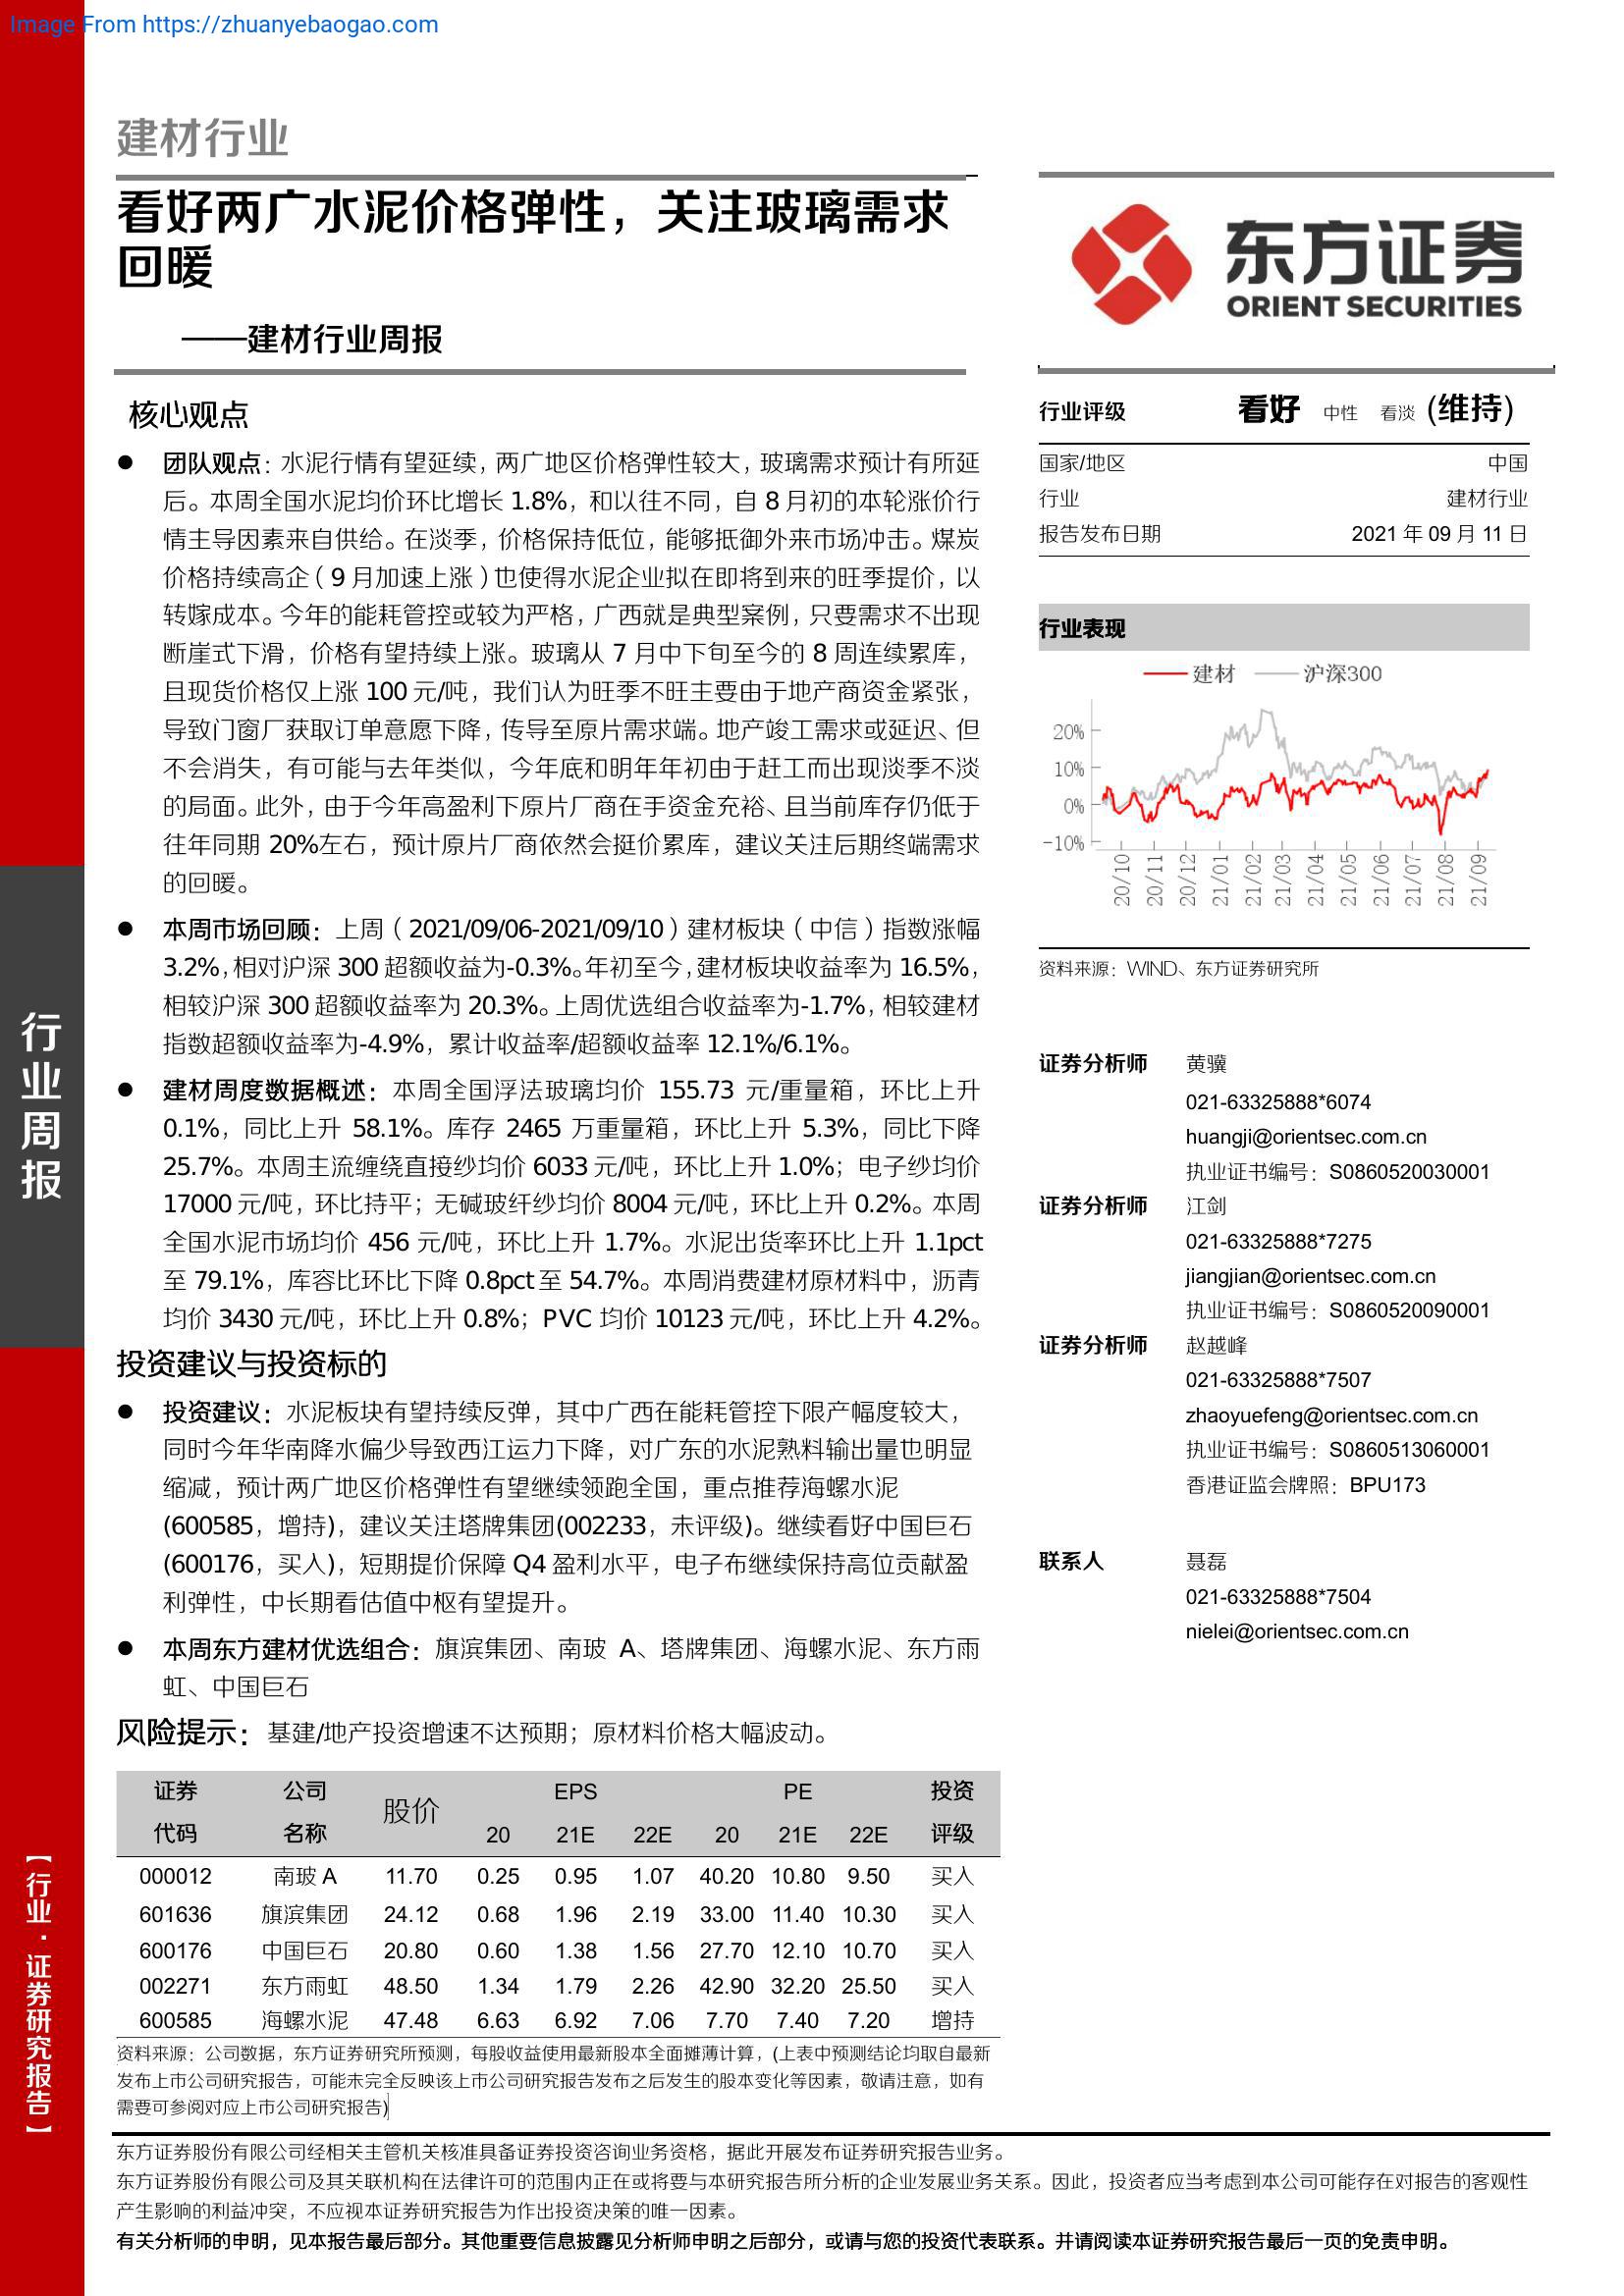 Image From https://zhuanyebaogao.com
建材行业
看好两广水泥价格弹性，关注玻璃需求
回暖
——建材行业周报
核心观点
● 团队观点：水泥行情有望延续，两广地区价格弹性较大，玻璃需求预计有所延
后。本周全国水泥均价环比增长 1.8%，和以往不同，自 8 月初的本轮涨价行
情主导因素来自供给。在淡季，价格保持低位，能够抵御外来市场冲击。煤炭
价格持续高企（9 月加速上涨）也使得水泥企业拟在即将到来的旺季提价，以
转嫁成本。今年的能耗管控或较为严格，广西就是典型案例，只要需求不出现
断崖式下滑，价格有望持续上涨。玻璃从 7 月中下旬至今的 8 周连续累库，
且现货价格仅上涨 100 元/吨，我们认为旺季不旺主要由于地产商资金紧张，
导致门窗厂获取订单意愿下降，传导至原片需求端。地产竣工需求或延迟、但
不会消失，有可能与去年类似，今年底和明年年初由于赶工而出现淡季不淡
的局面。此外，由于今年高盈利下原片厂商在手资金充裕、且当前库存仍低于
往年同期 20%左右，预计原片厂商依然会挺价累库，建议关注后期终端需求
的回暖。
● 本周市场回顾：上周（2021/09/06-2021/09/10）建材板块（中信）指数涨幅
3.2%，相对沪深 300 超额收益为-0.3%。年初至今，建材板块收益率为 16.5%，
相较沪深 300 超额收益率为 20.3%。上周优选组合收益率为-1.7%，相较建材
指数超额收益率为-4.9%，累计收益率/超额收益率 12.1%/6.1%。
● 建材周度数据概述：本周全国浮法玻璃均价 155.73 元/重量箱，环比上升
0.1%，同比上升 58.1%。库存 2465 万重量箱，环比上升 5.3%，同比下降
25.7%。本周主流缠绕直接纱均价 6033 元/吨，环比上升 1.0%；电子纱均价
17000 元/吨，环比持平；无碱玻纤纱均价 8004 元/吨，环比上升 0.2%。本周
全国水泥市场均价 456 元/吨，环比上升 1.7%。水泥出货率环比上升 1.1pct
至 79.1%，库容比环比下降 0.8pct 至 54.7%。本周消费建材原材料中，沥青
均价 3430 元/吨，环比上升 0.8%；PVC 均价 10123 元/吨，环比上升 4.2%。
投资建议与投资标的
● 投资建议：水泥板块有望持续反弹，其中广西在能耗管控下限产幅度较大，
同时今年华南降水偏少导致西江运力下降，对广东的水泥熟料输出量也明显
缩减，预计两广地区价格弹性有望继续领跑全国，重点推荐海螺水泥
(600585，增持)，建议关注塔牌集团(002233，未评级)。继续看好中国巨石
(600176，买入)，短期提价保障 Q4 盈利水平，电子布继续保持高位贡献盈
利弹性，中长期看估值中枢有望提升。
● 本周东方建材优选组合：旗滨集团、南玻 A、塔牌集团、海螺水泥、东方雨
虹、中国巨石
风险提示：基建/地产投资增速不达预期；原材料价格大幅波动。
证券 公司 股价 EPS PE 投资
代码 名称 20 21E 22E 20 21E 22E 评级
000012 南玻 A 11.70 0.25 0.95 1.07 40.20 10.80 9.50 买入
601636 旗滨集团 24.12 0.68 1.96 2.19 33.00 11.40 10.30 买入
600176 中国巨石 20.80 0.60 1.38 1.56 27.70 12.10 10.70 买入
002271 东方雨虹 48.50 1.34 1.79 2.26 42.90 32.20 25.50 买入
600585 海螺水泥 47.48 6.63 6.92 7.06 7.70 7.40 7.20 增持
资料来源：公司数据，东方证券研究所预测，每股收益使用最新股本全面摊薄计算，(上表中预测结论均取自最新
发布上市公司研究报告，可能未完全反映该上市公司研究报告发布之后发生的股本变化等因素，敬请注意，如有
需要可参阅对应上市公司研究报告)
东方证券
ORIENT SECURITIES
行业评级 看好 中性 看淡 (维持)
国家/地区 中国
行业 建材行业
报告发布日期 2021 年 09 月 11 日
行业表现
建材 沪深300
20%
10%
0%
-10%
20/10 20/11 20/12 21/01 21/02 21/03 21/04 21/05 21/06 21/07 21/08 21/09
资料来源：WIND、东方证券研究所
证券分析师 黄骥
021-63325888*6074
huangji@orientsec.com.cn
执业证书编号：S0860520030001
证券分析师 江剑
021-63325888*7275
jiangjian@orientsec.com.cn
执业证书编号：S0860520090001
证券分析师 赵越峰
021-63325888*7507
zhaoyuefeng@orientsec.com.cn
执业证书编号：S0860513060001
香港证监会牌照：BPU173
联系人 聂磊
021-63325888*7504
nielei@orientsec.com.cn
行业周报
【行业·证券研究报告】
东方证券股份有限公司经相关主管机关核准具备证券投资咨询业务资格，据此开展发布证券研究报告业务。
东方证券股份有限公司及其关联机构在法律许可的范围内正在或将要与本研究报告所分析的企业发展业务关系。因此，投资者应当考虑到本公司可能存在对报告的客观性
产生影响的利益冲突，不应视本证券研究报告为作出投资决策的唯一因素。
有关分析师的申明，见本报告最后部分。其他重要信息披露见分析师申明之后部分，或请与您的投资代表联系。并请阅读本证券研究报告最后一页的免责申明。